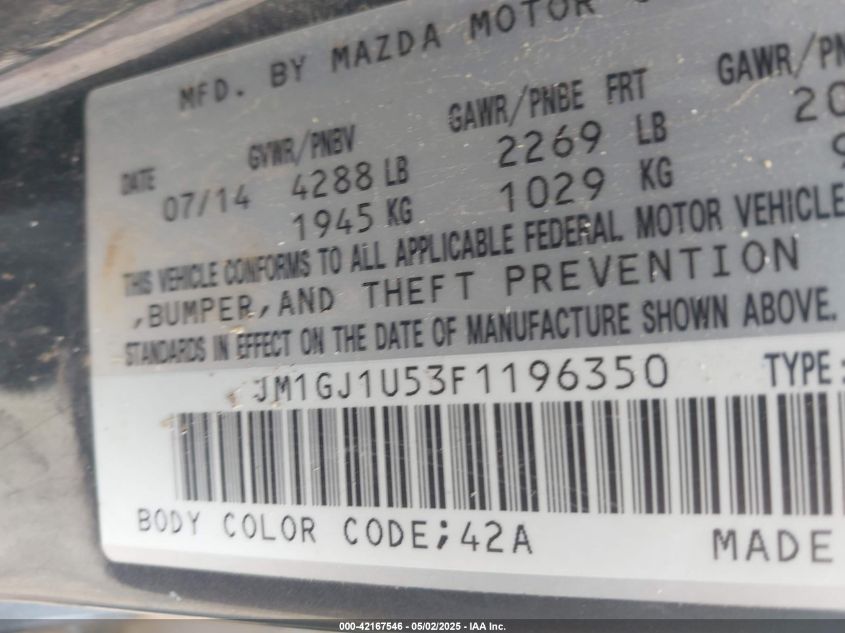 MFD. BY MAZDA MOTOR
DATE GVWR/PNBV GAWR/PNBE FRT GAWR/PN
07/14 4288 LB 2269 LB 20
1945 KG 1029 KG 9
THIS VEHICLE CONFORMS TO ALL APPLICABLE FEDERAL MOTOR VEHICLE
,BUMPER,AND THEFT PREVENTION
STANDARDS IN EFFECT ON THE DATE OF MANUFACTURE SHOWN ABOVE.
JM1GJ1U53F1196350 TYPE:
BODY COLOR CODE;42A MADE
000-42167546 - 05/02/2025 - IAA Inc.